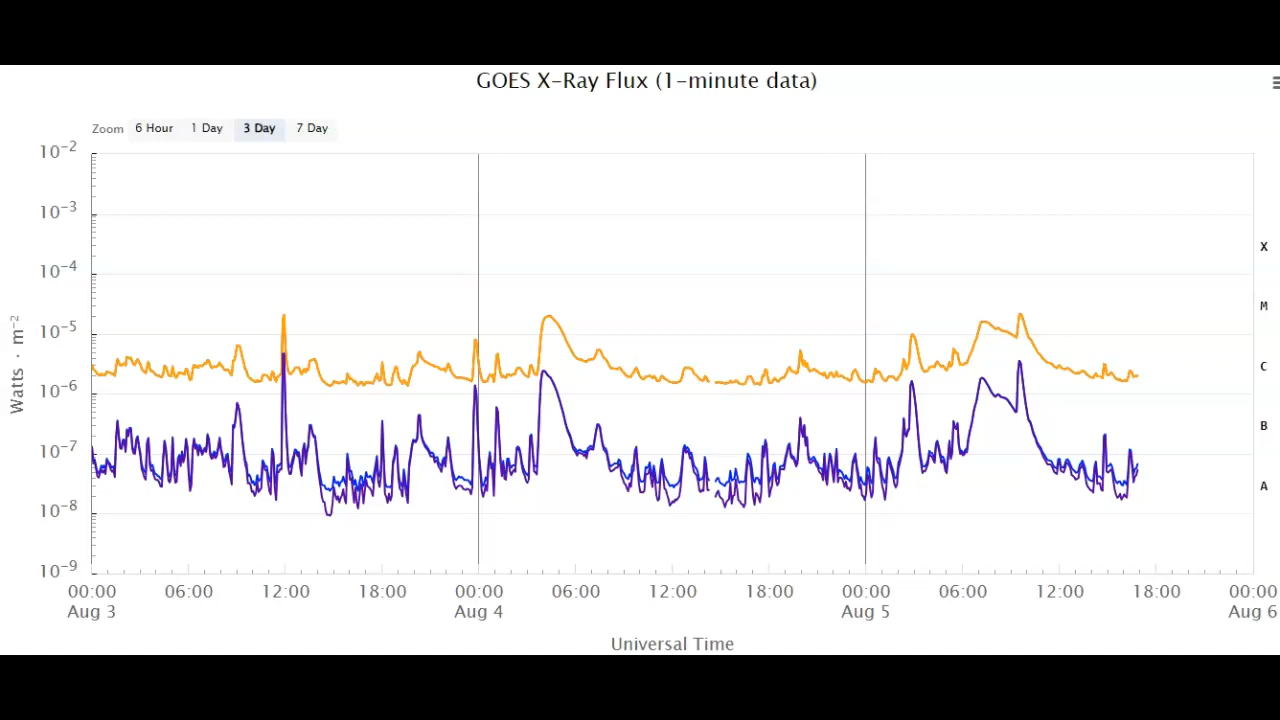 GOES X-Ray Flux (1-minute data)
Zoom 6 Hour 1 Day 3 Day 7 Day
10−2
10−3
X
10−4
M
10−5
C
10−6
B
10−7
A
10−8
10−9
Watts · m−2
00:00 06:00 12:00 18:00 00:00 06:00 12:00 18:00 00:00 06:00 12:00 18:00 00:00
Aug 3 Aug 4 Aug 5 Aug 6
Universal Time